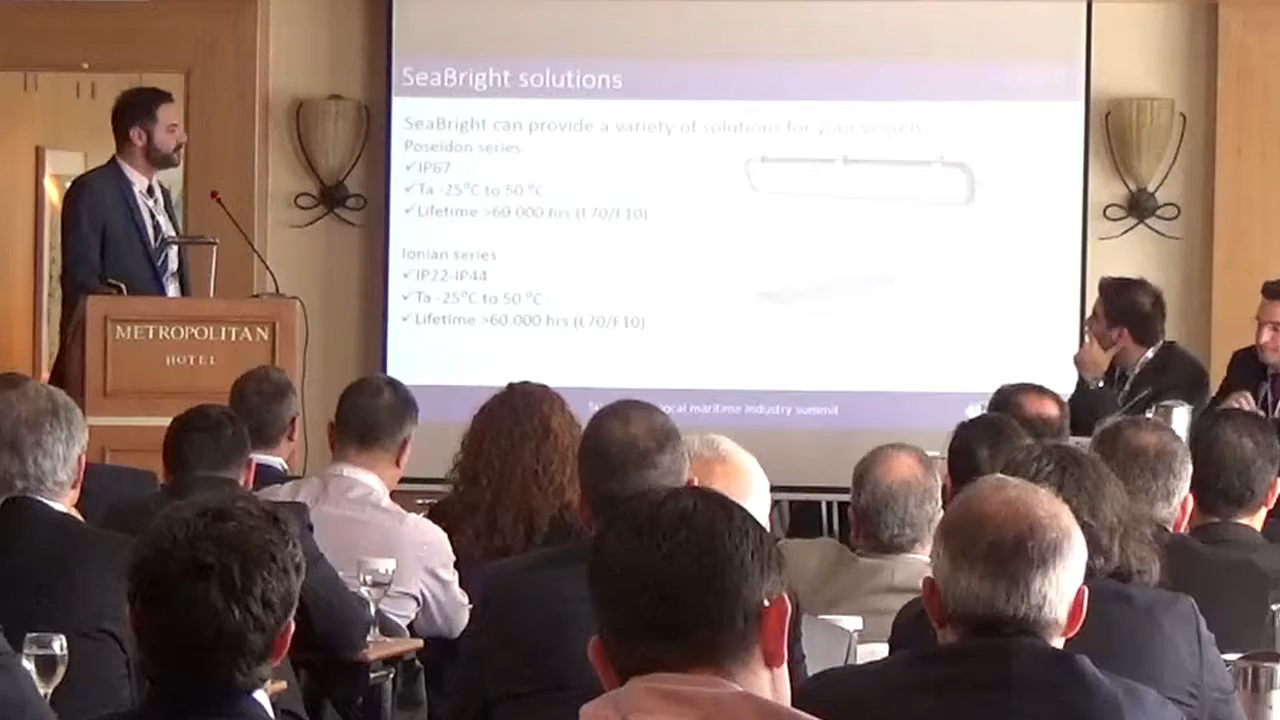 SeaBright solutions
SeaBright can provide a variety of solutions for your vessels
Poseidon series
✓IP67
✓Ta -25°C to 50 °C
✓Lifetime >60.000 hrs (L70/F10)
Ionian series
✓IP22-IP44
✓Ta -25°C to 50 °C
✓Lifetime >60.000 hrs (L70/F10)
local maritime industry summit
METROPOLITAN
HOTEL